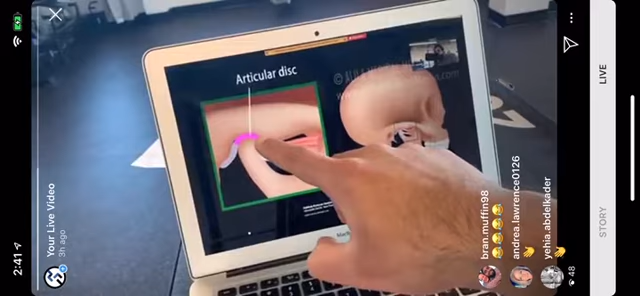 2:41
Your Live Video
3h ago
Articular disc
bran.muffin98
andrea.lawrence0126
yehia.abdelkader
48
LIVE
STORY